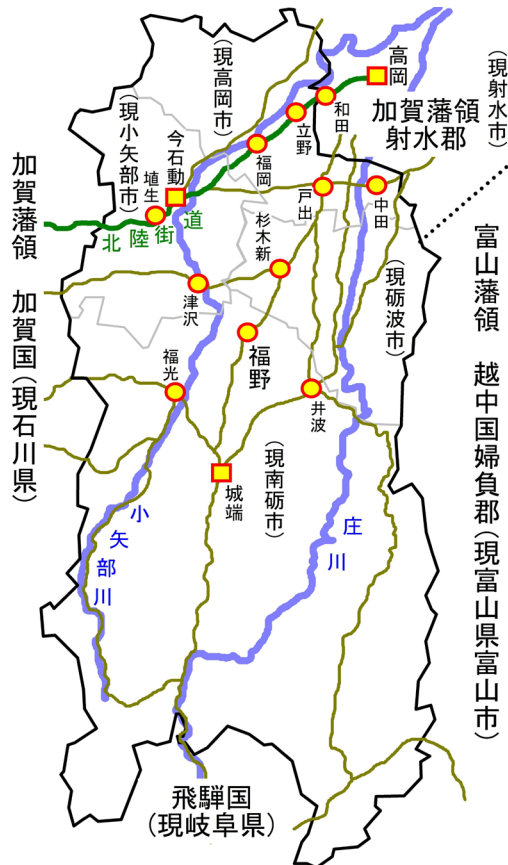 高岡
（現高岡市）
和田
（現射水市）
加賀藩領
射水郡
立野
（現小矢部市）
今石動
福岡
埴生
戸出
中田
加賀藩領　加賀国（現石川県）
北陸街道
杉木新
富山藩領　越中国婦負郡（現富山県富山市）
（現砺波市）
津沢
福野
福光
井波
（現南砺市）
城端
小矢部川
庄川
飛騨国
（現岐阜県）